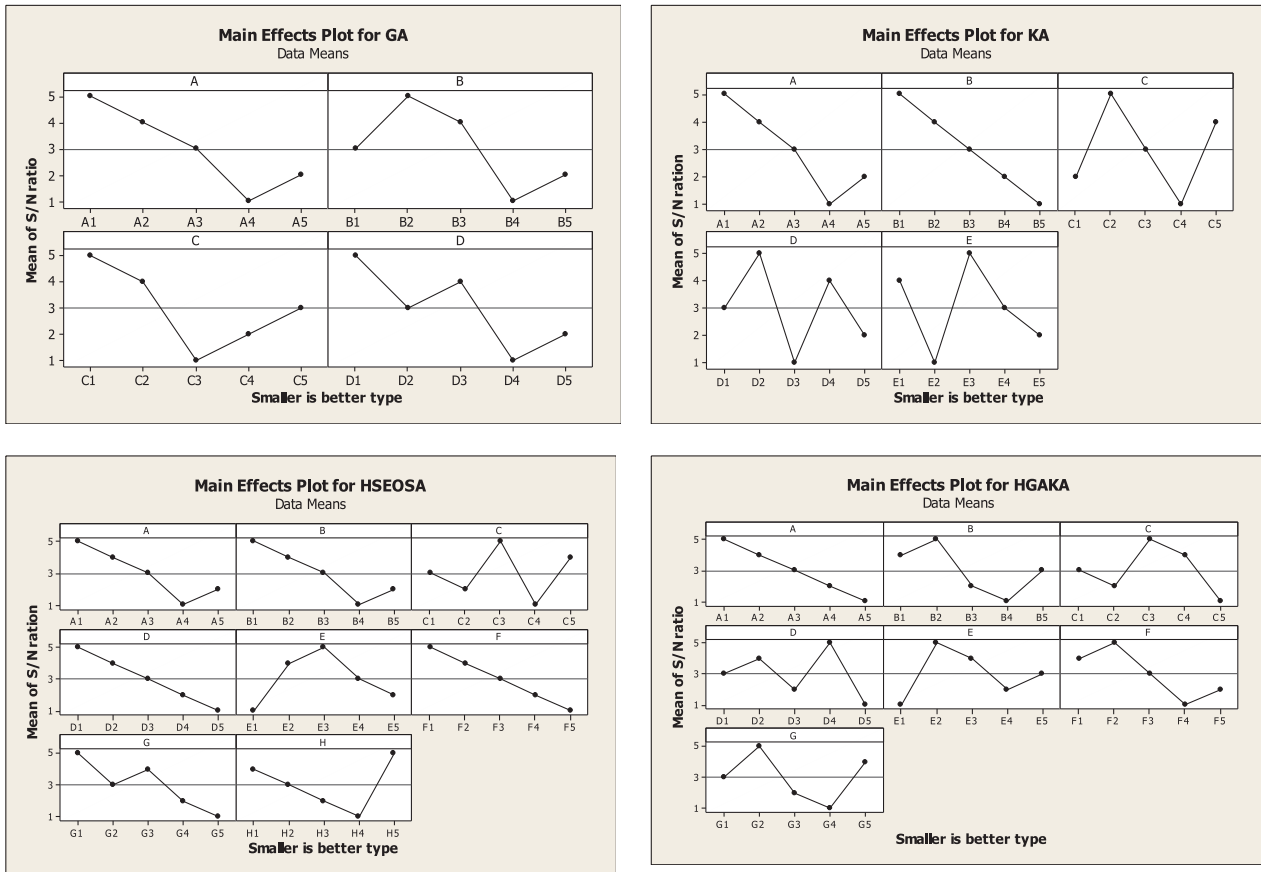 Main Effects Plot for GA
Data Means
A B
5
4
3
2
1
A1 A2 A3 A4 A5 B1 B2 B3 B4 B5
C D
5
4
3
2
1
C1 C2 C3 C4 C5 D1 D2 D3 D4 D5
Mean of S/N ratio
Smaller is better type
Main Effects Plot for KA
Data Means
A B C
5
4
3
2
1
A1 A2 A3 A4 A5 B1 B2 B3 B4 B5 C1 C2 C3 C4 C5
D E
5
4
3
2
1
D1 D2 D3 D4 D5 E1 E2 E3 E4 E5
Mean of S/N ration
Smaller is better type
Main Effects Plot for HSEOSA
Data Means
A B C
5
3
1
A1 A2 A3 A4 A5 B1 B2 B3 B4 B5 C1 C2 C3 C4 C5
D E F
5
3
1
D1 D2 D3 D4 D5 E1 E2 E3 E4 E5 F1 F2 F3 F4 F5
G H
5
3
1
G1 G2 G3 G4 G5 H1 H2 H3 H4 H5
Mean of S/N ration
Smaller is better type
Main Effects Plot for HGAKA
Data Means
A B C
5
3
1
A1 A2 A3 A4 A5 B1 B2 B3 B4 B5 C1 C2 C3 C4 C5
D E F
5
3
1
D1 D2 D3 D4 D5 E1 E2 E3 E4 E5 F1 F2 F3 F4 F5
G
5
3
1
G1 G2 G3 G4 G5
Mean of S/N ration
Smaller is better type